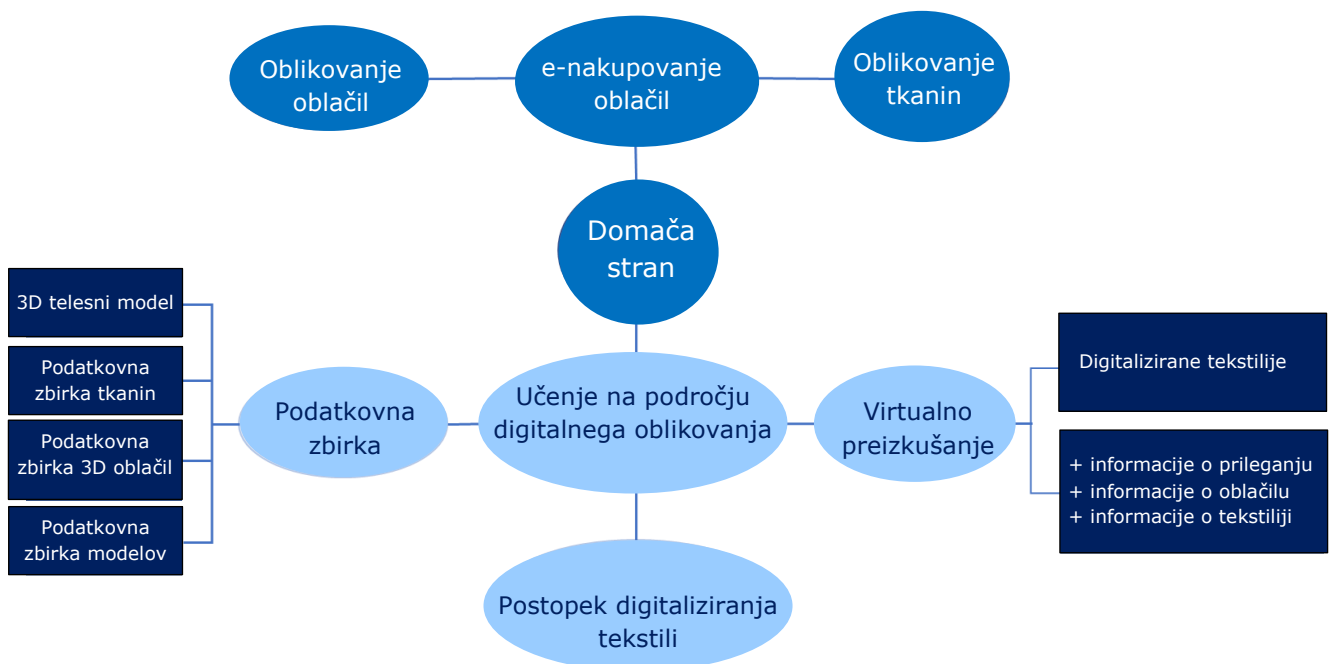 Oblikovanje
oblačil
e-nakupovanje
oblačil
Oblikovanje
tkanin
Domača
stran
3D telesni model
Podatkovna
zbirka tkanin
Podatkovna
zbirka 3D oblačil
Podatkovna
zbirka modelov
Podatkovna
zbirka
Učenje na področju
digitalnega oblikovanja
Virtualno
preizkušanje
Digitalizirane tekstilije
+ informacije o prileganju
+ informacije o oblačilu
+ informacije o tekstiliji
Postopek digitaliziranja
tekstili